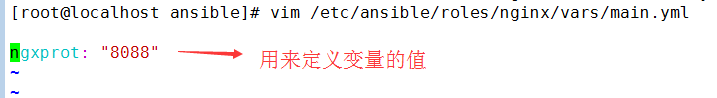 [root@localhost ansible]# vim /etc/ansible/roles/nginx/vars/main.yml
ngxprot: "8088" 用来定义变量的值
~
~